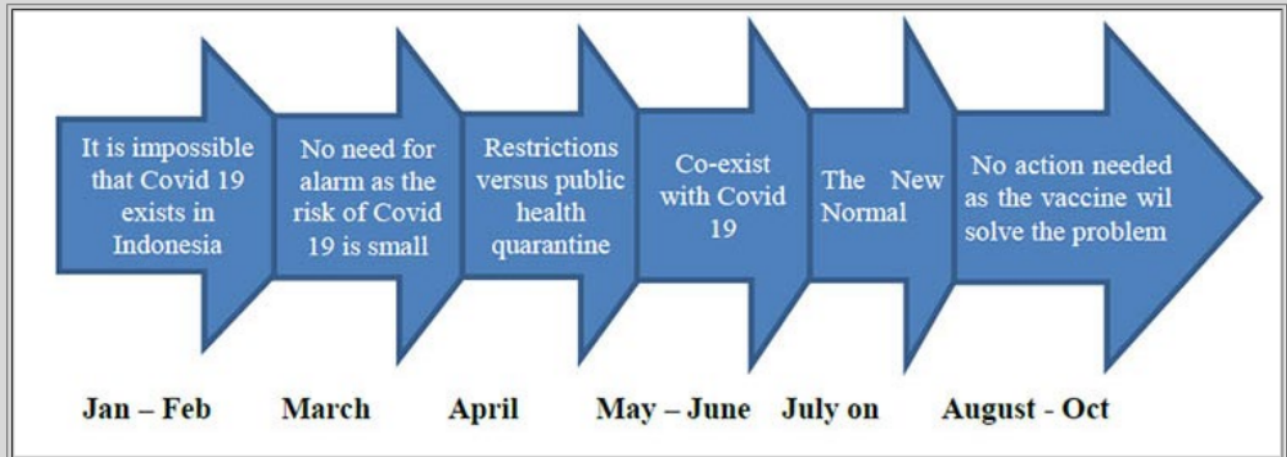 It is impossible
that Covid 19
exists in
Indonesia
No need for
alarm as the
risk of Covid
19 is small
Restrictions
versus public
health
quarantine
Co-exist
with Covid
19
The New
Normal
No action needed
as the vaccine wil
solve the problem
Jan – Feb
March
April
May – June
July on
August - Oct